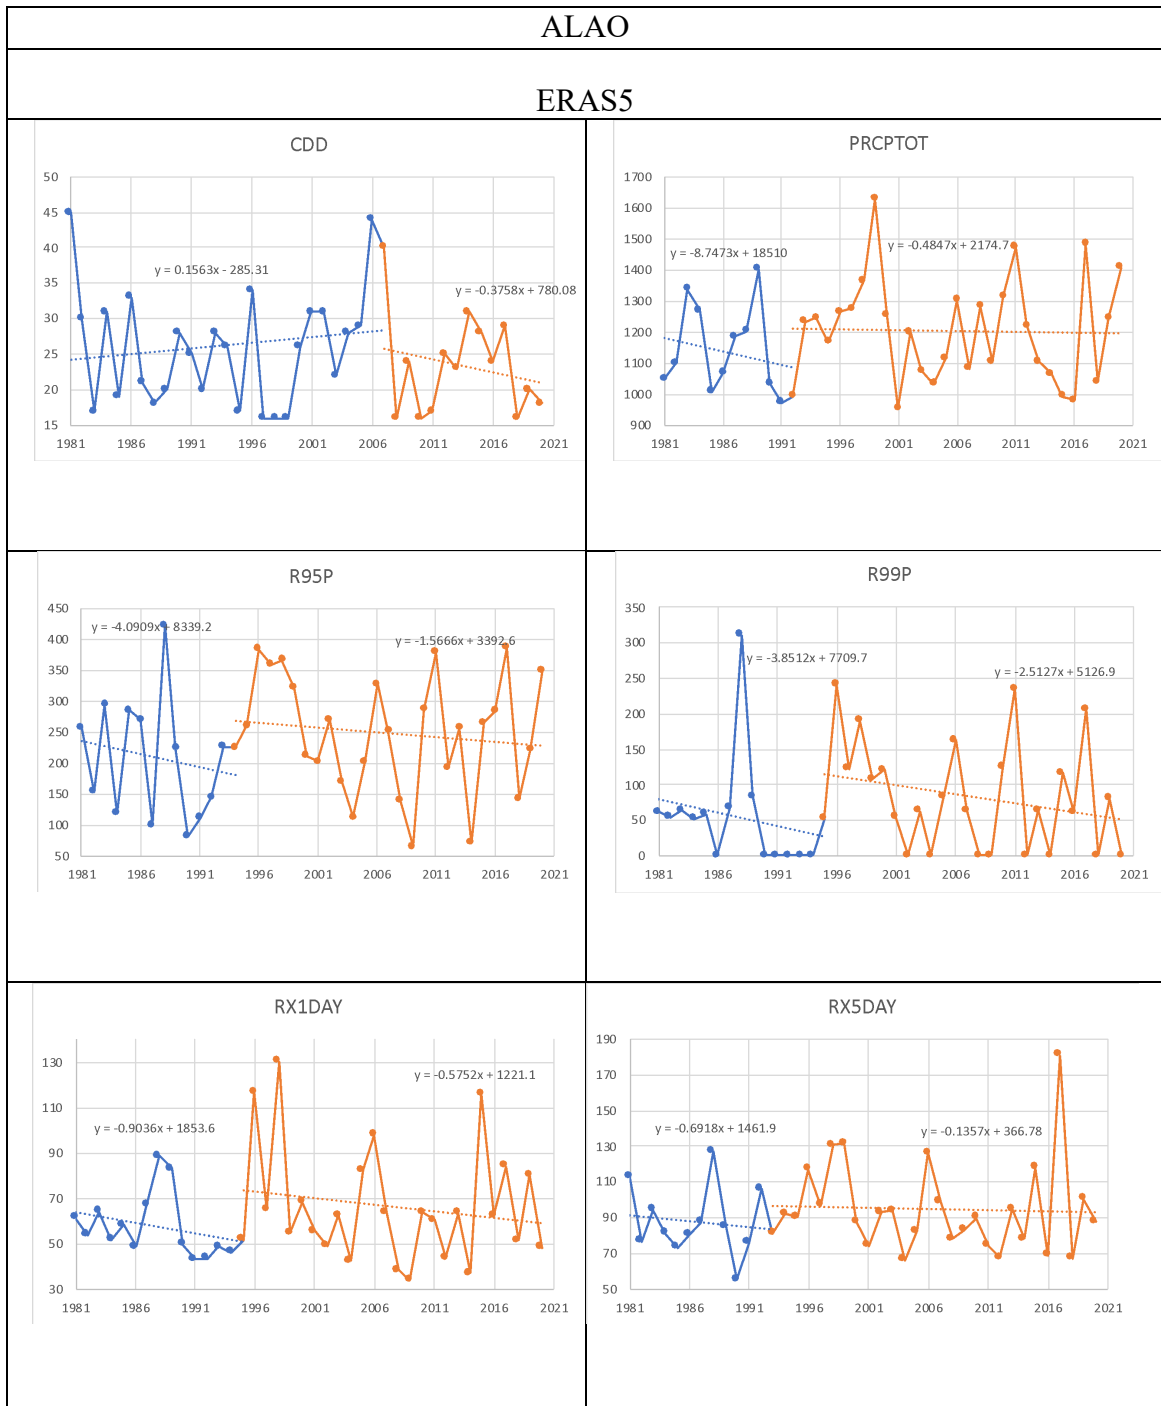 ALAO
ERAS5
CDD
50
45
40
35
30
25
20
15
y = 0.1563x - 285.31
y = -0.3758x + 780.08
1981 1991 2001 2006 2011 2021
PRCPTOT
1700
1600
1500
1400
1300
1200
1100
1000
900
y = -8.7473x + 18510
y = -0.4847x + 2174.7
1981 1986 1991 1996 2001 2006 2011 2016 2021
R95P
450
400
350
300
250
200
150
100
50
y = -4.0909x + 8339.2
y = -1.5666x + 3392.6
1981 1986 1991 1996 2001 2006 2011 2016 2021
R99P
350
300
250
200
150
100
50
0
y = -3.8512x + 7709.7
y = -2.5127x + 5126.9
1981 1986 1991 1996 2001 2006 2011 2016 2021
RX1DAY
130
110
90
70
50
30
y = -0.9036x + 1853.6
y = -0.5752x + 1221.1
1981 1986 1991 1996 2001 2006 2011 2016 2021
RX5DAY
190
170
150
130
110
90
70
50
y = -0.6918x + 1461.9
y = -0.1357x + 366.78
1981 1986 1991 1996 2001 2006 2011 2016 2021